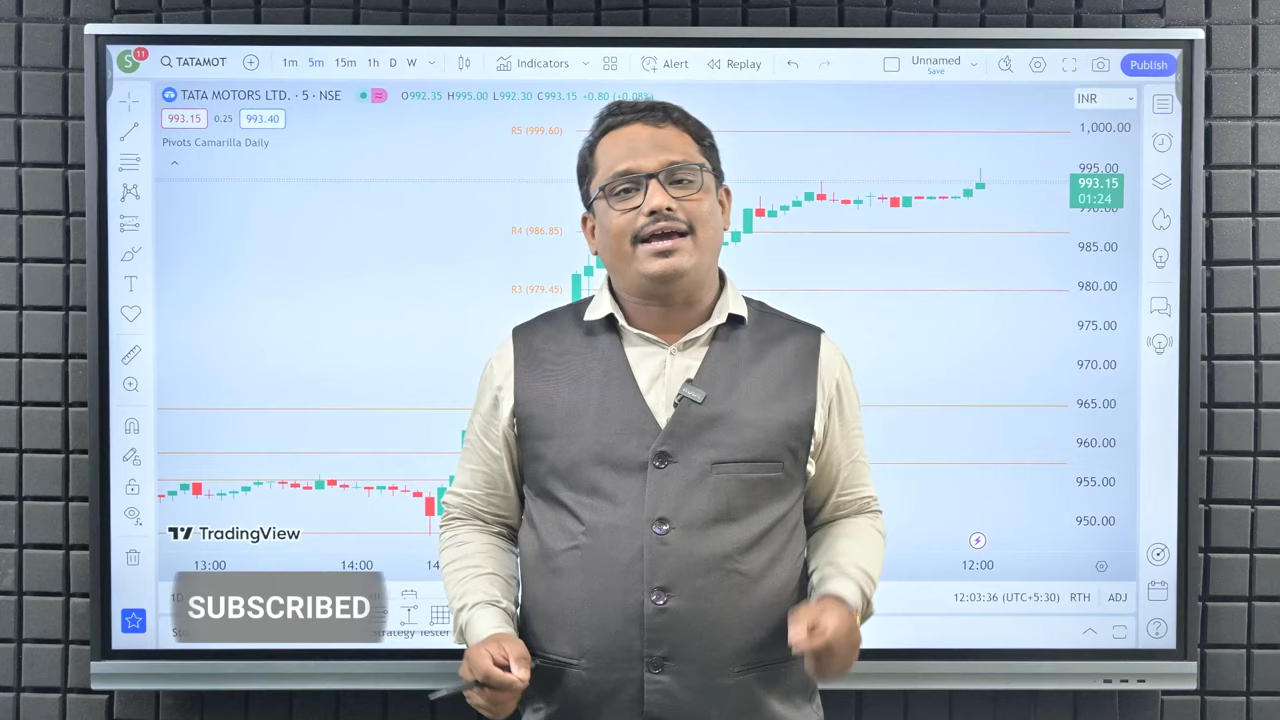 S 11 TATAMOT 1m 5m 15m 1h D W Indicators Alert Replay Unnamed Publish
Save
TATA MOTORS LTD. · 5 · NSE O992.35 H995.00 L992.30 C993.15 +0.80 (+0.08%) INR
993.15 0.25 993.40
Pivots Camarilla Daily
R5 (999.60)
R4 (986.85)
R3 (979.45)
1,000.00
995.00
993.15
01:24
985.00
980.00
975.00
970.00
965.00
960.00
955.00
950.00
TradingView
13:00 14:00 12:00
SUBSCRIBED
12:03:36 (UTC+5:30) RTH ADJ
Strategy Tester